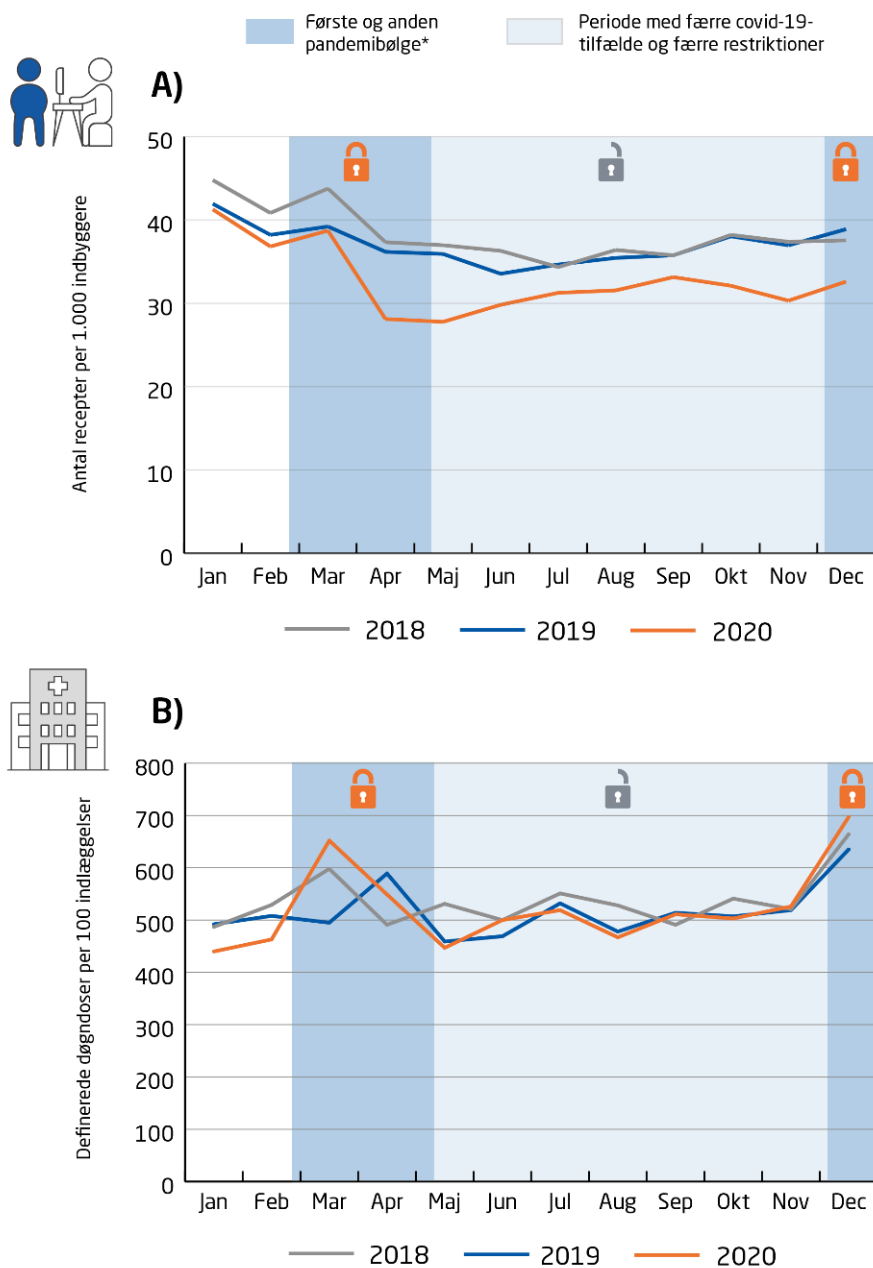 Første og anden
pandemibølge*
Periode med færre covid-19-
tilfælde og færre restriktioner
A)
Antal recepter per 1.000 indbyggere
50
40
30
20
10
0
Jan Feb Mar Apr Maj Jun Jul Aug Sep Okt Nov Dec
2018 2019 2020
B)
Definerede døgndoser per 100 indlæggelser
800
700
600
500
400
300
200
100
0
Jan Feb Mar Apr Maj Jun Jul Aug Sep Okt Nov Dec
2018 2019 2020